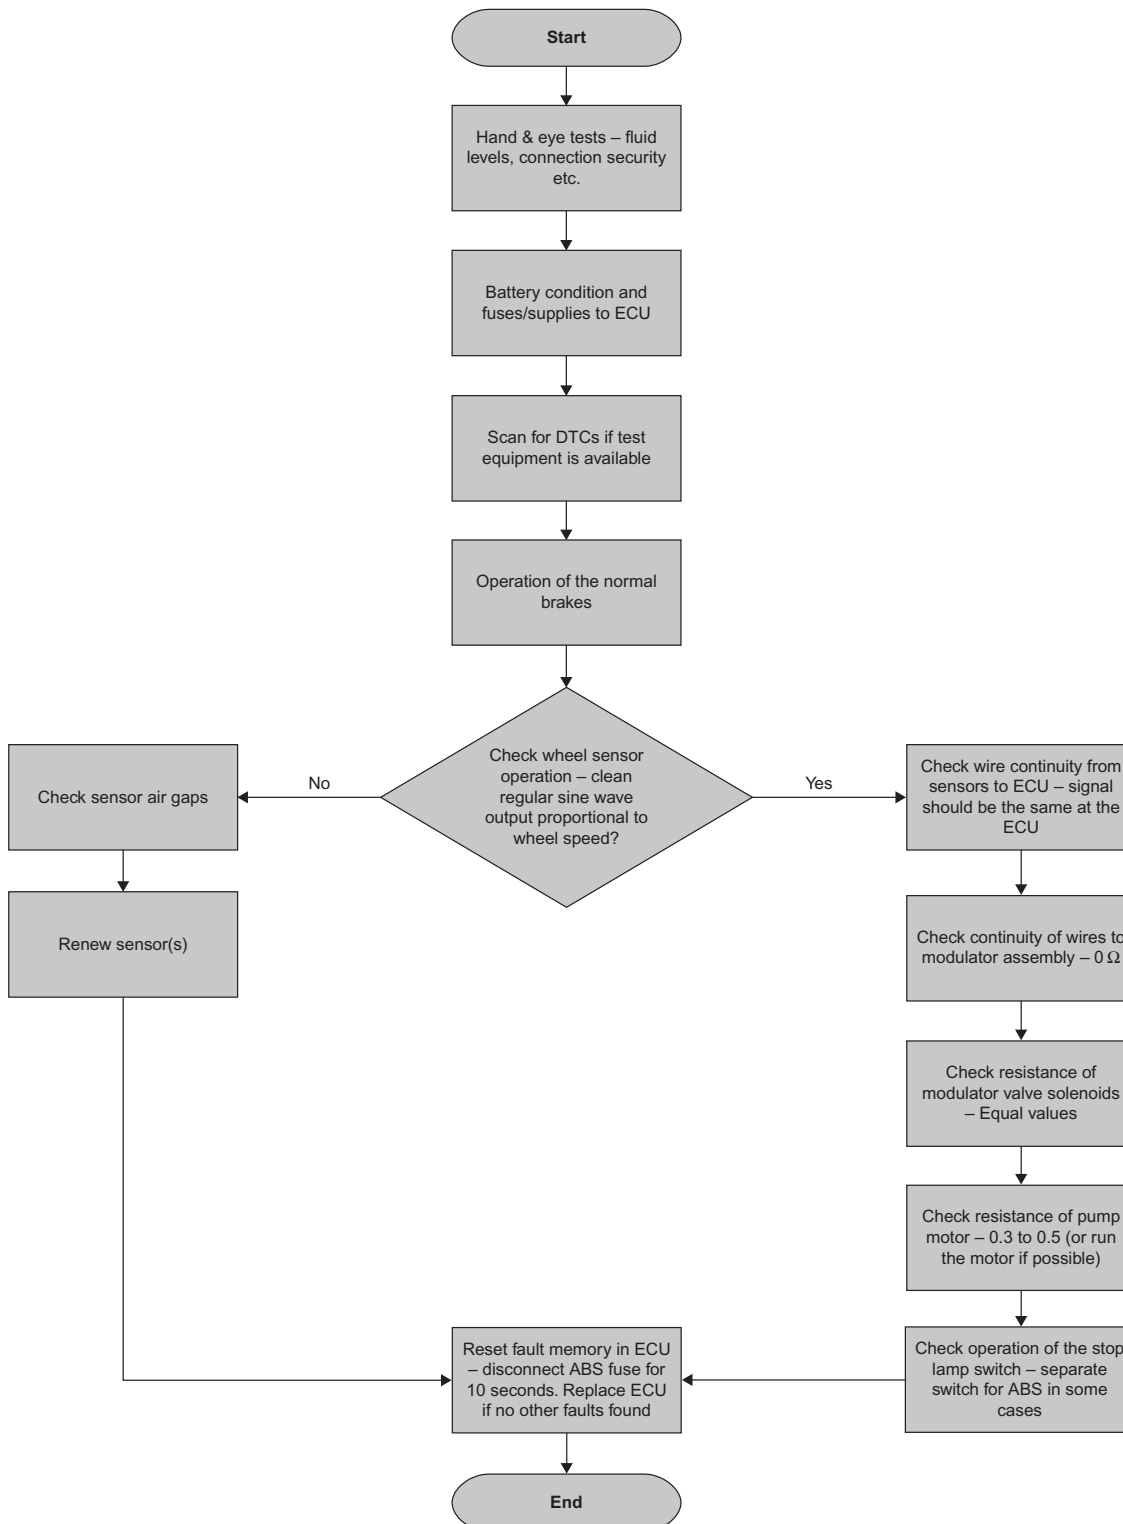 Start
Hand & eye tests – fluid
levels, connection security
etc.
Battery condition and
fuses/supplies to ECU
Scan for DTCs if test
equipment is available
Operation of the normal
brakes
Check wheel sensor
operation – clean
regular sine wave
output proportional to
wheel speed?
No
Check sensor air gaps
Renew sensor(s)
Yes
Check wire continuity from
sensors to ECU – signal
should be the same at the
ECU
Check continuity of wires to
modulator assembly – 0 Ω
Check resistance of
modulator valve solenoids
– Equal values
Check resistance of pump
motor – 0.3 to 0.5 (or run
the motor if possible)
Check operation of the stop
lamp switch – separate
switch for ABS in some
cases
Reset fault memory in ECU
– disconnect ABS fuse for
10 seconds. Replace ECU
if no other faults found
End